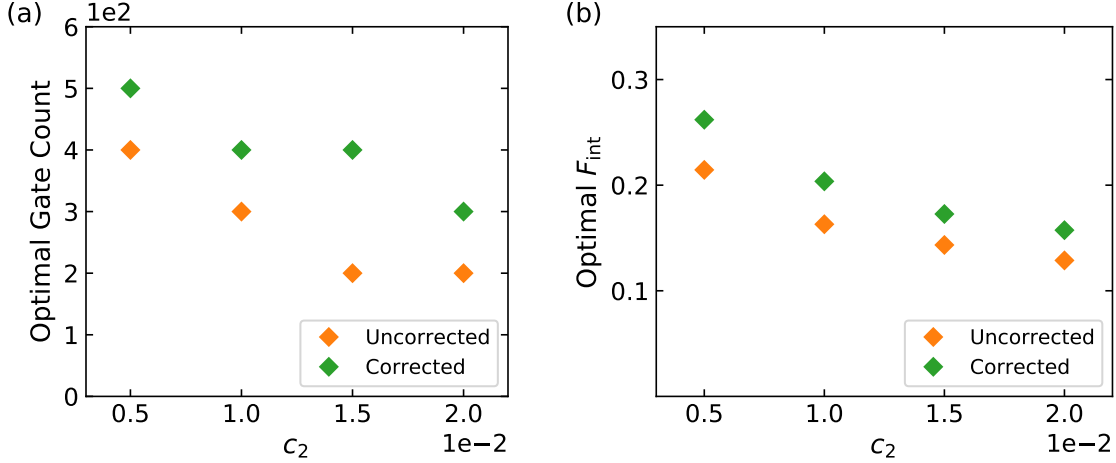 (a)
1e2
6
5
4
3
2
1
0
Optimal Gate Count
0.5 1.0 1.5 2.0
1e−2
c₂
Uncorrected
Corrected
(b)
0.3
0.2
0.1
Optimal F_int
0.5 1.0 1.5 2.0
1e−2
c₂
Uncorrected
Corrected